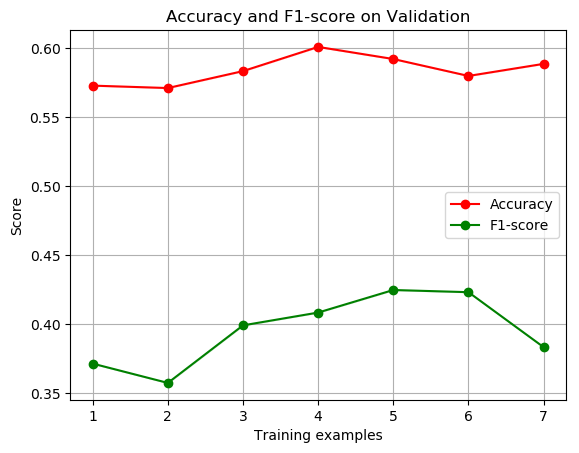 Accuracy and F1-score on Validation
0.60
0.55
0.50
0.45
0.40
0.35
Score
Accuracy
F1-score
1 2 3 4 5 6 7
Training examples